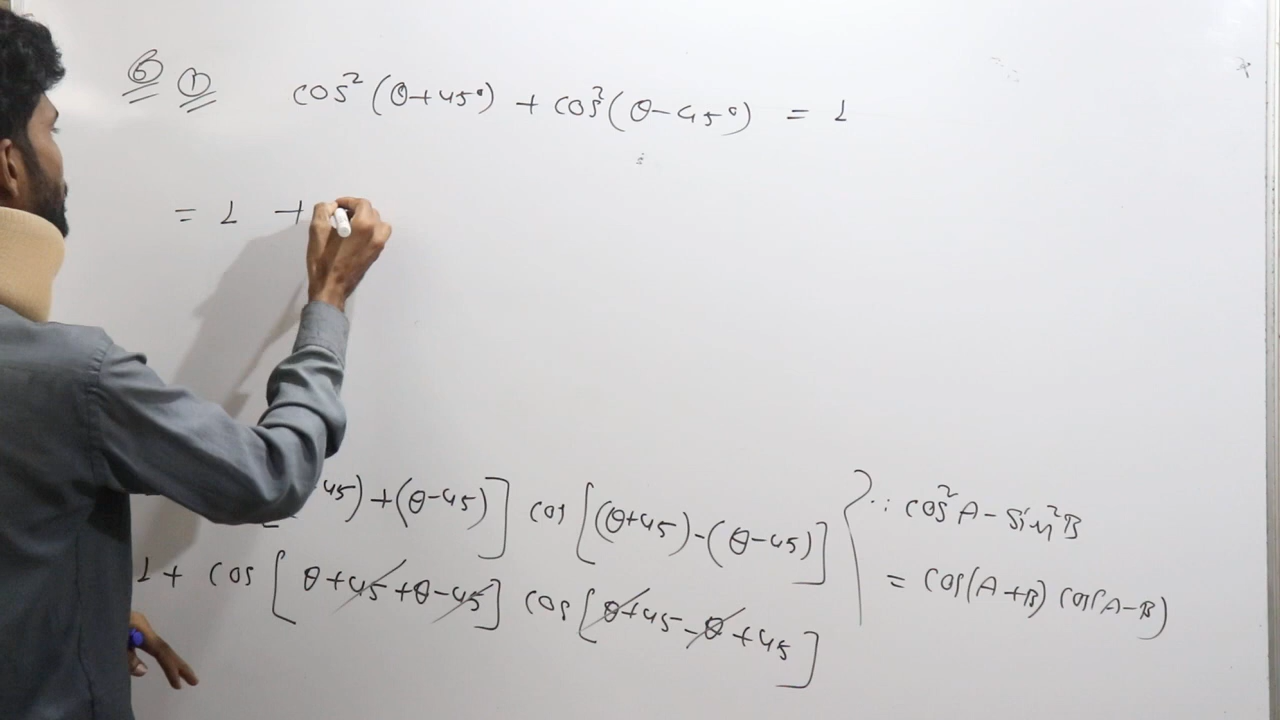 ⑥ ① cos²(θ+45°) + cos²(θ-45°) = 1
= 1 +
45)+(θ-45)] cos[(θ+45)-(θ-45)]
1 + cos[θ+45+θ-45] cos[θ+45-θ+45]
∵ cos²A - Sin²B
= cos(A+B) cos(A-B)